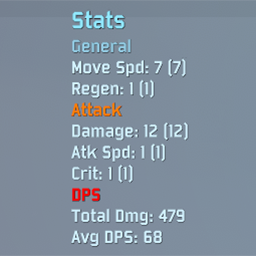 Stats
General
Move Spd: 7 (7)
Regen: 1 (1)
Attack
Damage: 12 (12)
Atk Spd: 1 (1)
Crit: 1 (1)
DPS
Total Dmg: 479
Avg DPS: 68